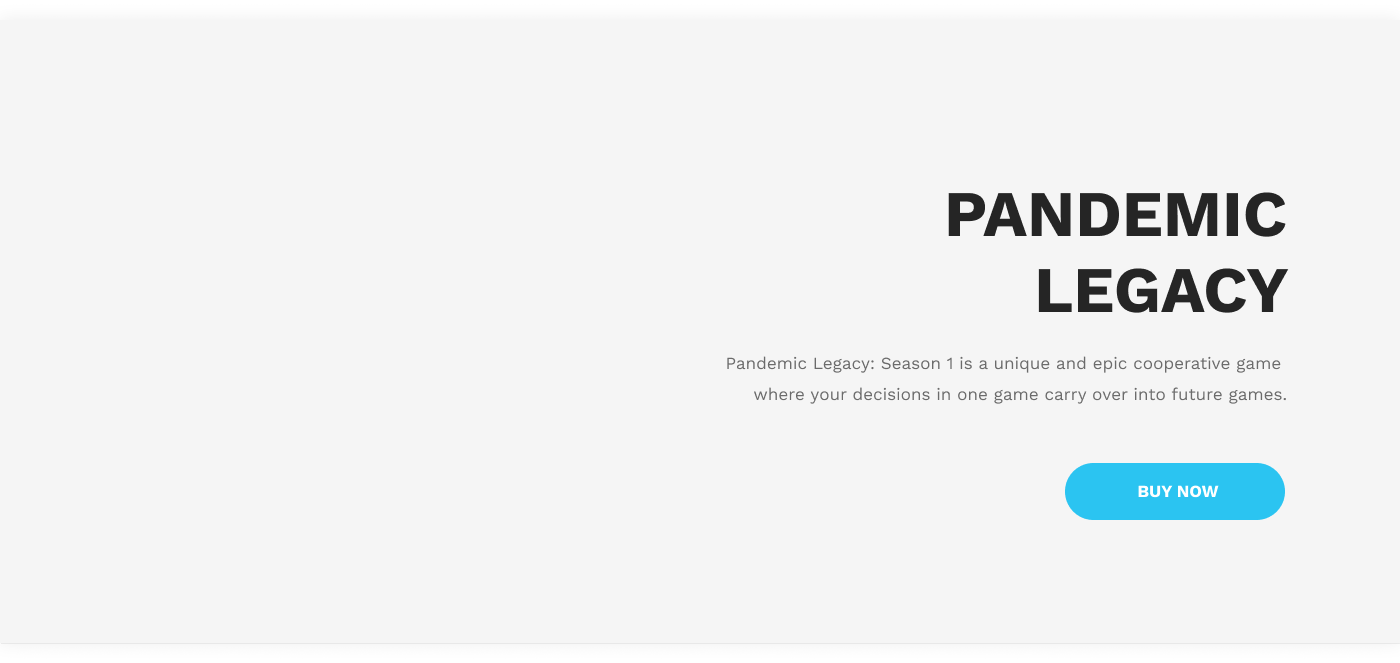 PANDEMIC
LEGACY
Pandemic Legacy: Season 1 is a unique and epic cooperative game
where your decisions in one game carry over into future games.
BUY NOW